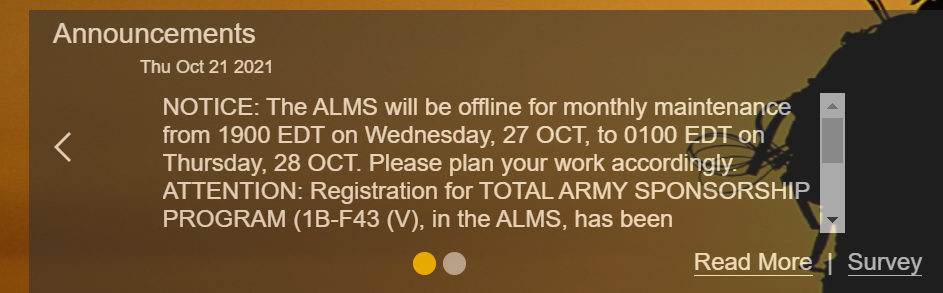 Announcements
Thu Oct 21 2021
NOTICE: The ALMS will be offline for monthly maintenance
from 1900 EDT on Wednesday, 27 OCT, to 0100 EDT on
Thursday, 28 OCT. Please plan your work accordingly.
ATTENTION: Registration for TOTAL ARMY SPONSORSHIP
PROGRAM (1B-F43 (V), in the ALMS, has been
Read More | Survey